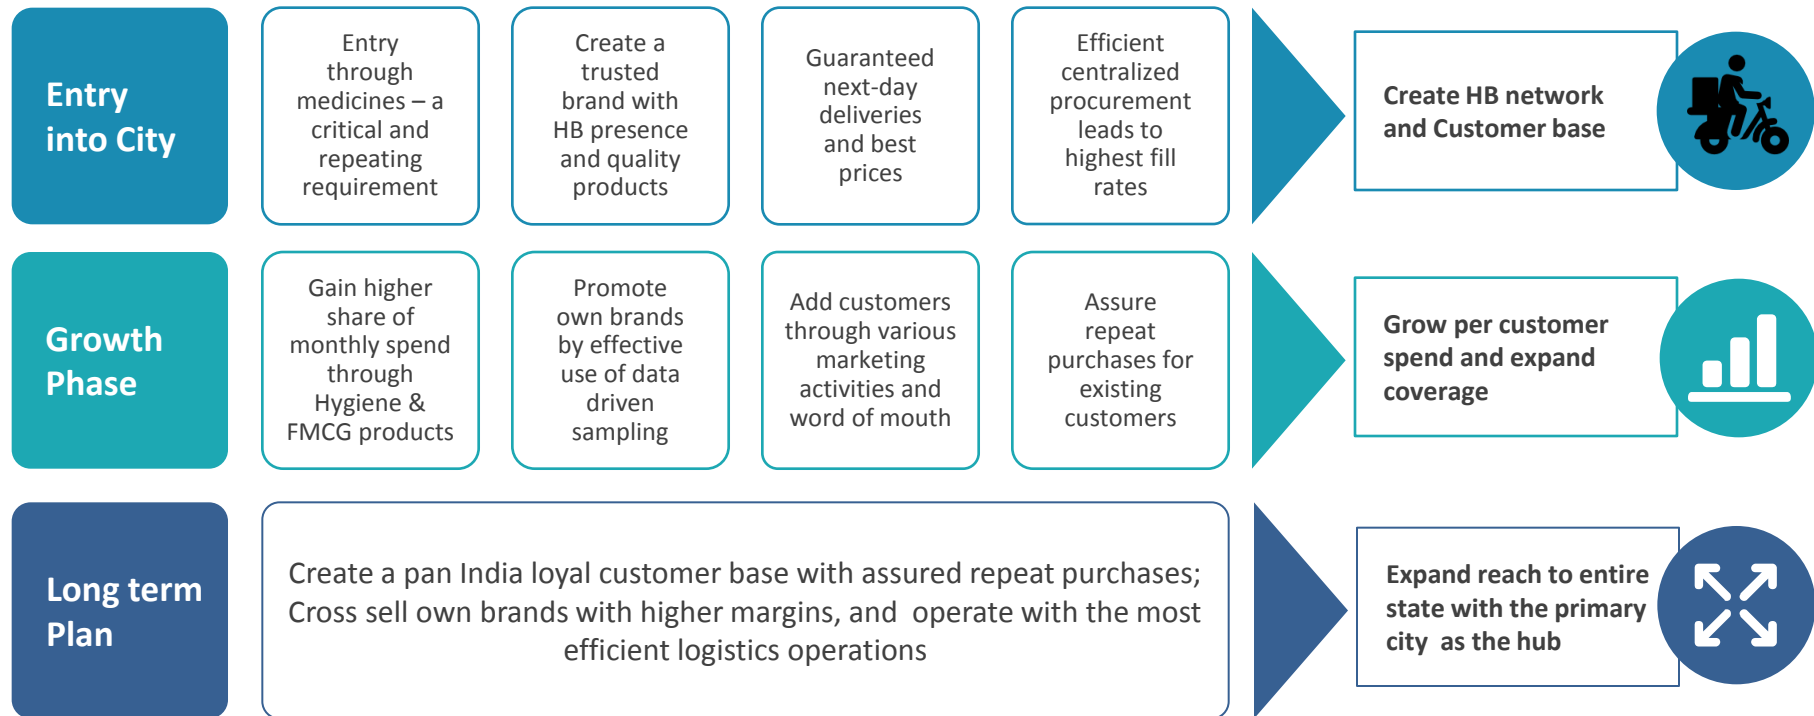 Entry
into City
Entry
through
medicines – a
critical and
repeating
requirement
Create a
trusted
brand with
HB presence
and quality
products
Guaranteed
next-day
deliveries
and best
prices
Efficient
centralized
procurement
leads to
highest fill
rates
Create HB network
and Customer base
Growth
Phase
Gain higher
share of
monthly spend
through
Hygiene &
FMCG products
Promote
own brands
by effective
use of data
driven
sampling
Add customers
through various
marketing
activities and
word of mouth
Assure
repeat
purchases for
existing
customers
Grow per customer
spend and expand
coverage
Long term
Plan
Create a pan India loyal customer base with assured repeat purchases;
Cross sell own brands with higher margins, and operate with the most
efficient logistics operations
Expand reach to entire
state with the primary
city as the hub